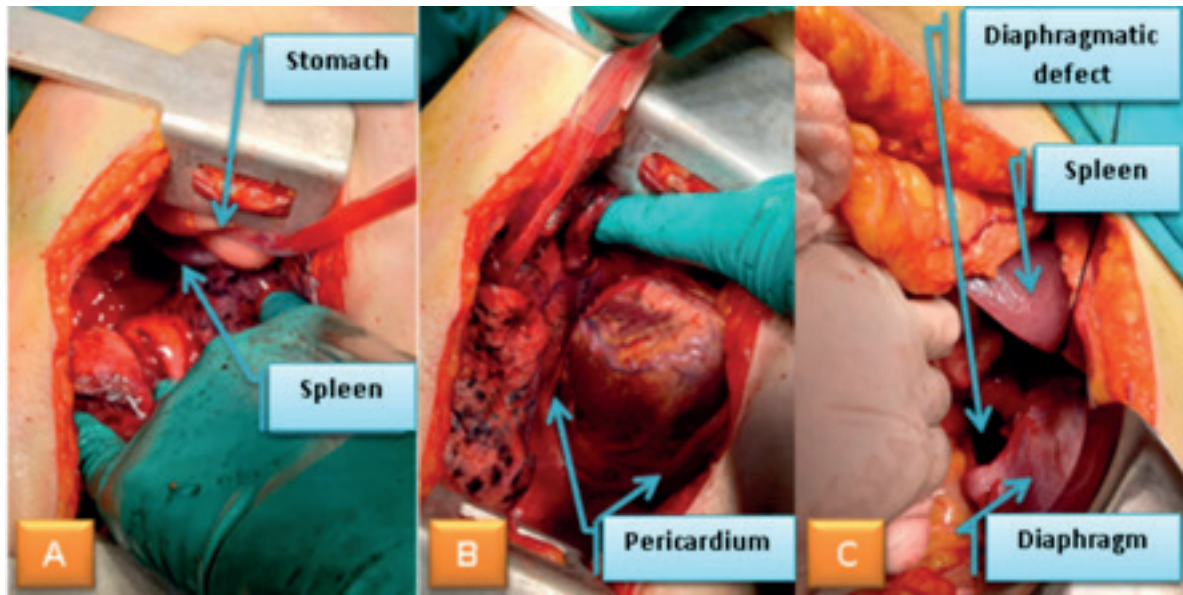 Stomach
Spleen
A
Pericardium
B
Diaphragmatic
defect
Spleen
Diaphragm
C